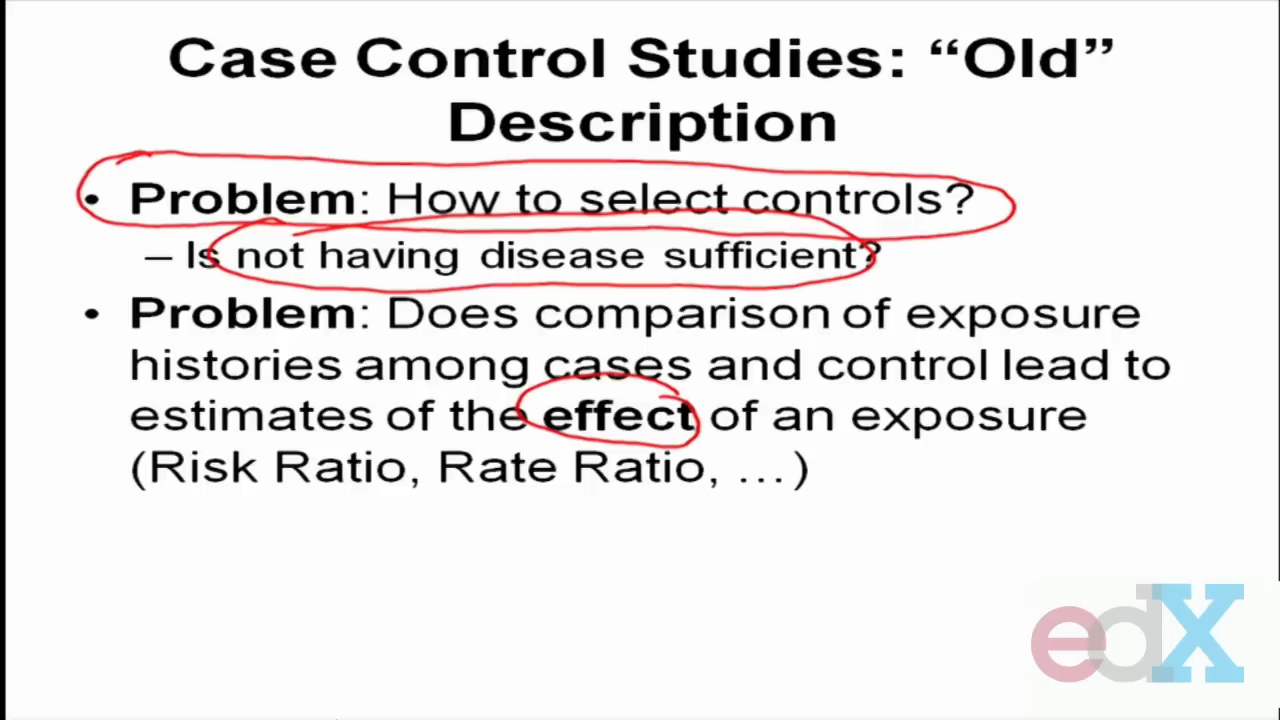 Case Control Studies: “Old”
Description
• Problem: How to select controls?
– Is not having disease sufficient?
• Problem: Does comparison of exposure
histories among cases and control lead to
estimates of the effect of an exposure
(Risk Ratio, Rate Ratio, …)
edX